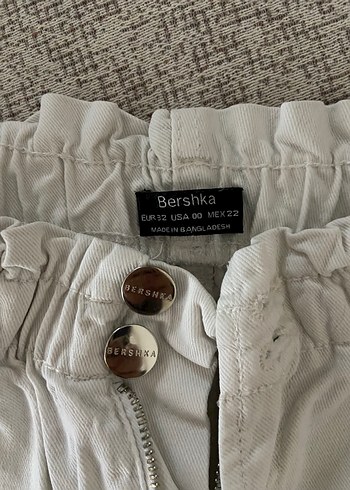 Bershka
EUR 32 USA 00 MEX 22
MADE IN BANGLADESH
BERSHKA
BERSHKA